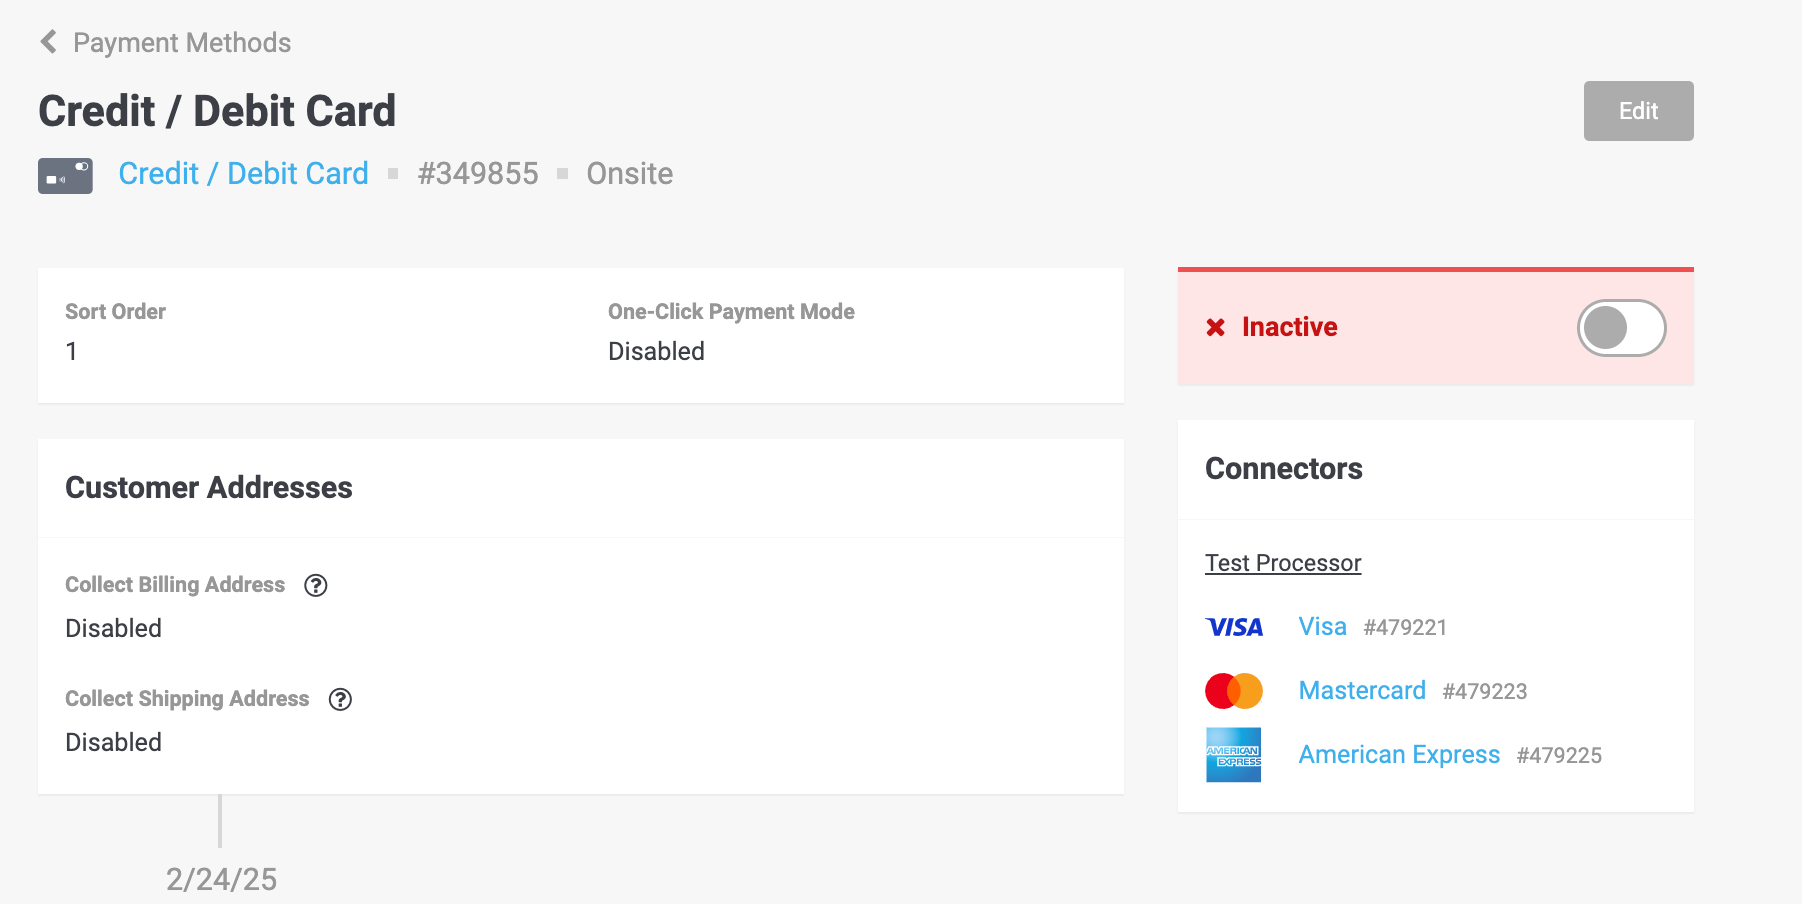 Payment Methods
Credit / Debit Card
Edit
Credit / Debit Card #349855 Onsite
Sort Order
1
One-Click Payment Mode
Disabled
Inactive
Customer Addresses
Collect Billing Address
Disabled
Collect Shipping Address
Disabled
Connectors
Test Processor
VISA Visa #479221
Mastercard #479223
AMERICAN
EXPRESS
American Express #479225
2/24/25